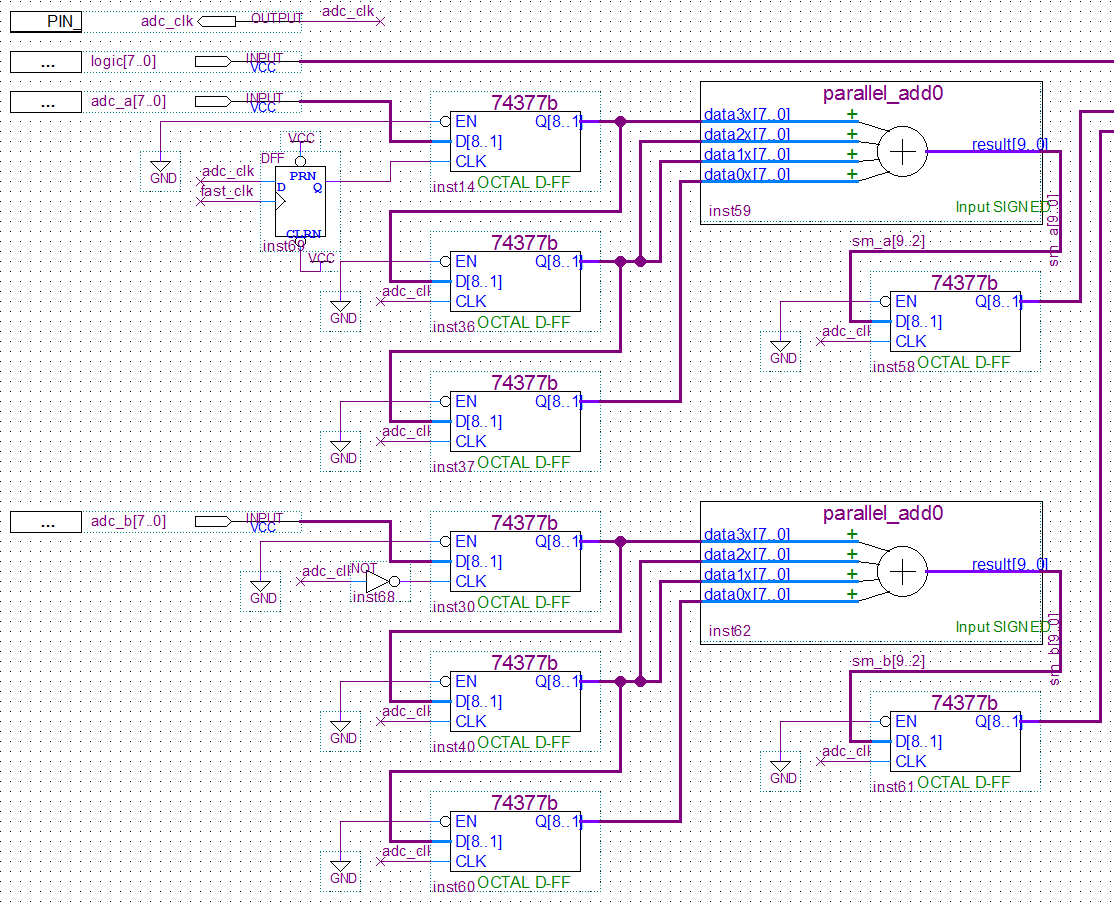 PIN_
adc_clk
OUTPUT
adc_clk
...
logic[7..0]
INPUT
VCC
...
adc_a[7..0]
INPUT
VCC
GND
74377b
EN
D[8..1]
CLK
Q[8..1]
inst14
OCTAL D-FF
VCC
DFF
adc_clk
fast_clk
PRN
D
Q
CLRN
inst69
VCC
parallel_add0
data3x[7..0]
data2x[7..0]
data1x[7..0]
data0x[7..0]
+
+
+
+
result[9..0]
inst59
Input SIGNED
sm_a[9..0]
74377b
EN
D[8..1]
CLK
Q[8..1]
adc_cl
GND
inst36
OCTAL D-FF
sm_a[9..2]
74377b
EN
D[8..1]
CLK
Q[8..1]
adc_cl
GND
inst58
OCTAL D-FF
74377b
EN
D[8..1]
CLK
Q[8..1]
adc_cl
GND
inst37
OCTAL D-FF
...
adc_b[7..0]
INPUT
VCC
GND
adc_cl
NOT
inst68
74377b
EN
D[8..1]
CLK
Q[8..1]
inst30
OCTAL D-FF
parallel_add0
data3x[7..0]
data2x[7..0]
data1x[7..0]
data0x[7..0]
+
+
+
+
result[9..0]
inst62
Input SIGNED
sm_b[9..0]
74377b
EN
D[8..1]
CLK
Q[8..1]
adc_cl
GND
inst40
OCTAL D-FF
sm_b[9..2]
74377b
EN
D[8..1]
CLK
Q[8..1]
adc_cl
GND
inst61
OCTAL D-FF
74377b
EN
D[8..1]
CLK
Q[8..1]
adc_cl
GND
inst60
OCTAL D-FF